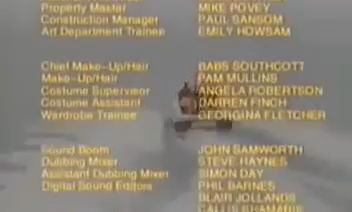 Property Master MIKE POVEY
Construction Manager PAUL SANSOM
Art Department Trainee EMILY HOWSAM
Chief Make-Up/Hair BABS SOUTHCOTT
Make-Up/Hair PAM MULLINS
Costume Supervisor ANGELA ROBERTSON
Costume Assistant DARREN FINCH
Wardrobe Trainee GEORGINA FLETCHER
Sound Boom JOHN SAMWORTH
Dubbing Mixer STEVE HAYNES
Assistant Dubbing Mixer SIMON DAY
Digital Sound Editors PHIL BARNES
BLAIR JOLLANDS